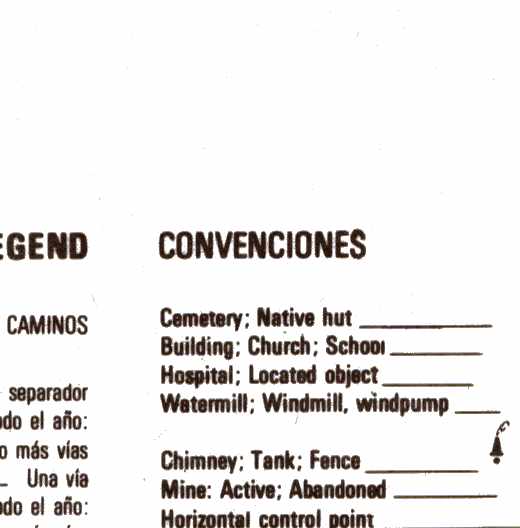 EGEND
CAMINOS
separador
do el año:
más vías
Una vía
do el año:
CONVENCIONES
Cemetery; Native hut
Building; Church; School
Hospital; Located object
Watermill; Windmill, windpump
Chimney; Tank; Fence
Mine: Active; Abandoned
Horizontal control point